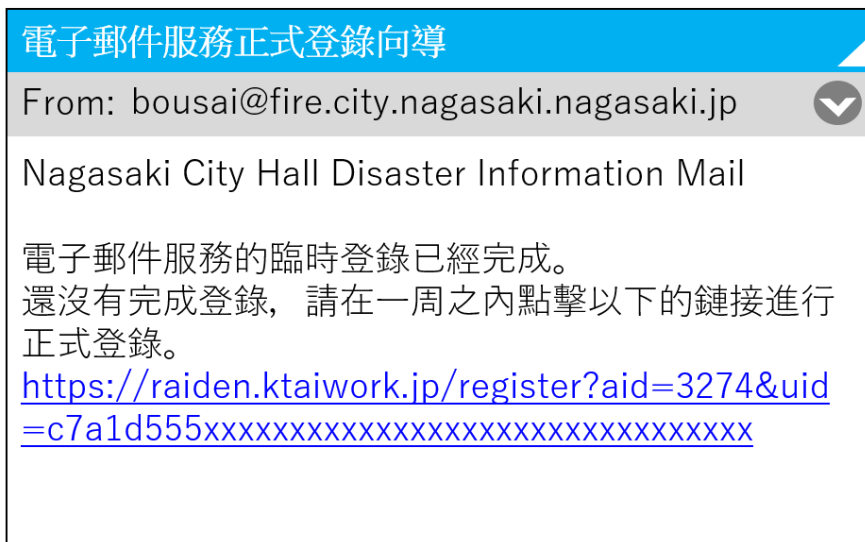 電子郵件服務正式登錄向導
From: bousai@fire.city.nagasaki.nagasaki.jp
Nagasaki City Hall Disaster Information Mail
電子郵件服務的臨時登錄已經完成。
還沒有完成登錄，請在一周之內點擊以下的鏈接進行
正式登錄。
https://raiden.ktaiwork.jp/register?aid=3274&uid
=c7a1d555xxxxxxxxxxxxxxxxxxxxxxxxxxxxxxxx